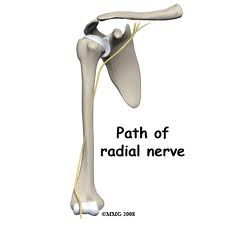 Path of
radial nerve
©MMG 2008